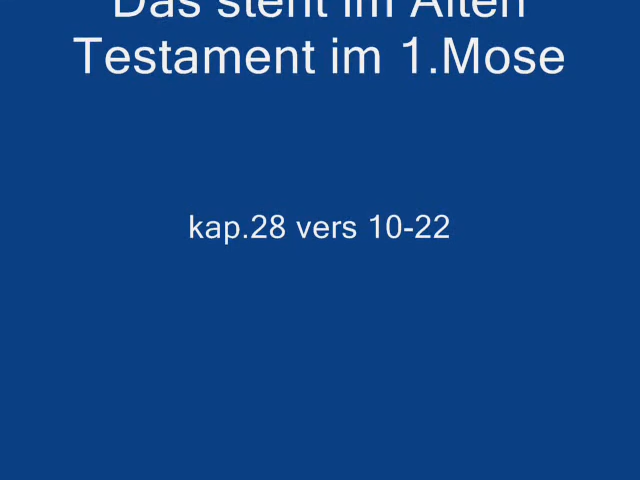 Das steht im Alten
Testament im 1.Mose
kap.28 vers 10-22